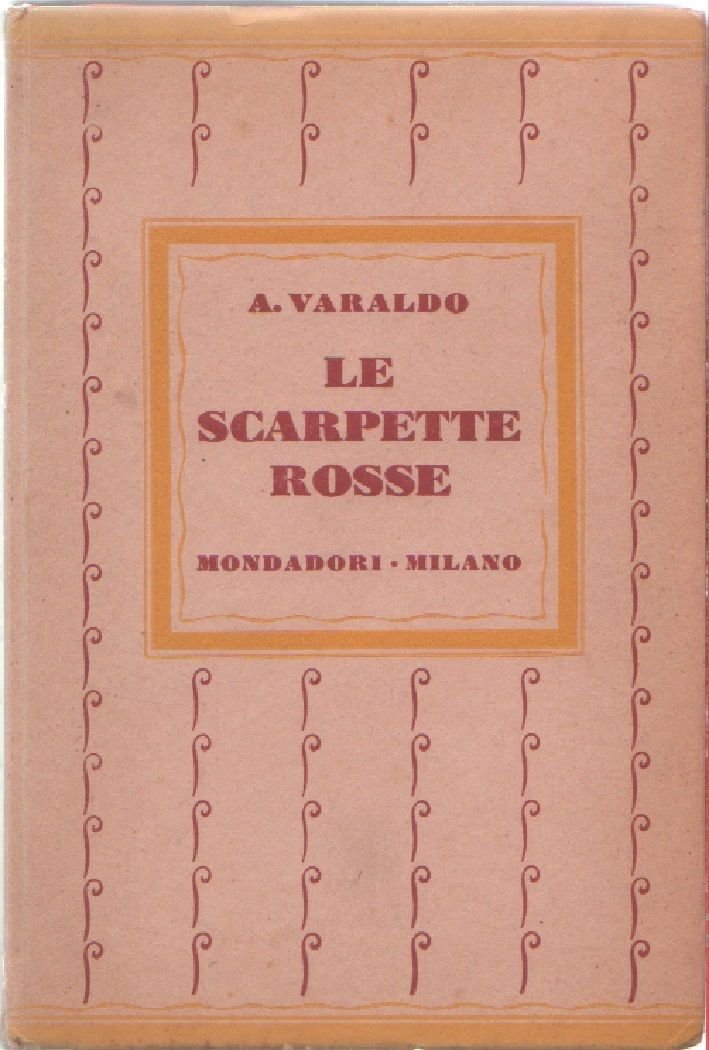 A. VARALDO
LE
SCARPETTE
ROSSE
MONDADORI • MILANO